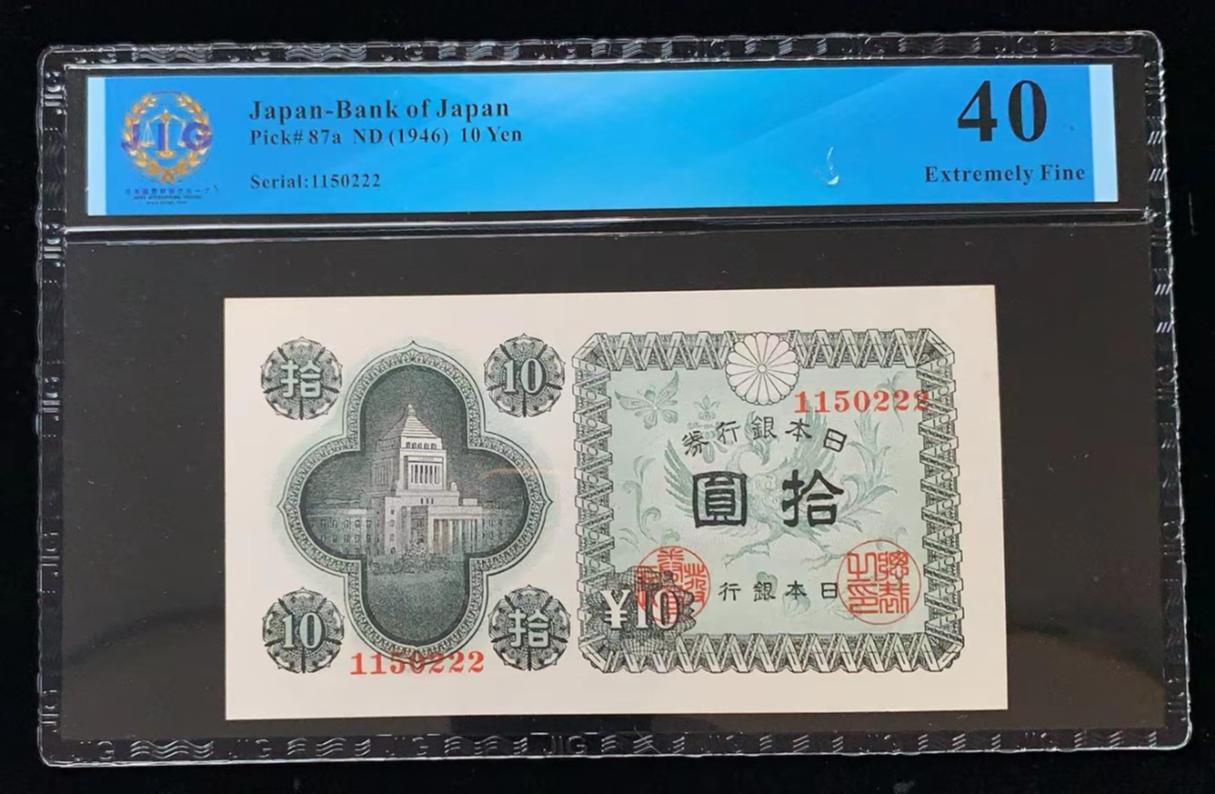 Japan-Bank of Japan
Pick# 87a ND (1946) 10 Yen
Serial:1150222
JIG
40
Extremely Fine
拾
10
1150222
券行銀本日
圓拾
行銀本日
¥10
10
拾
1150222